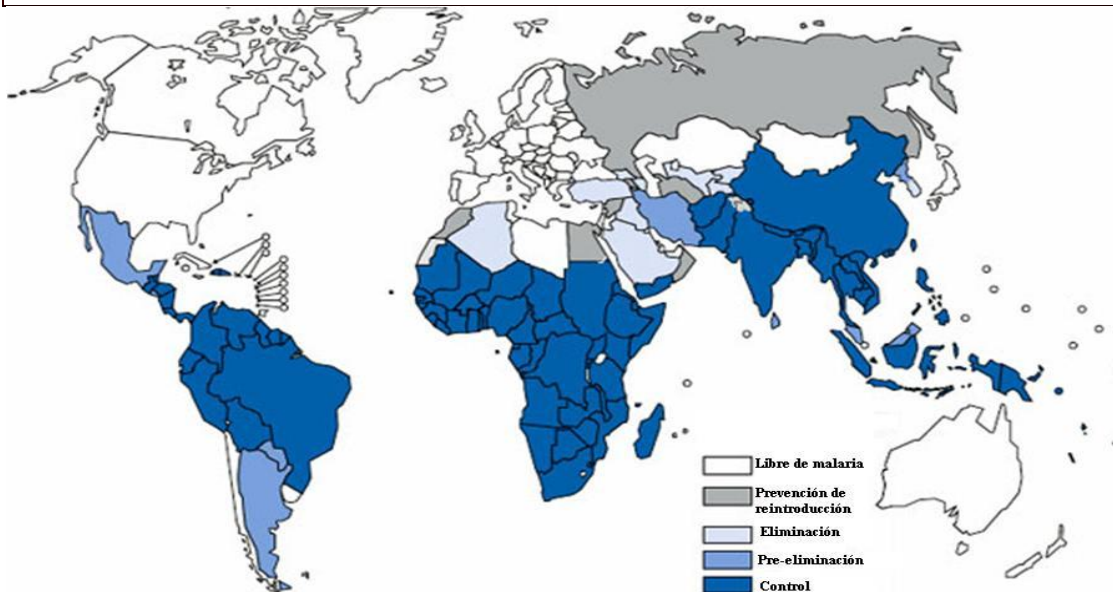 Libre de malaria
Prevención de
reintroducción
Eliminación
Pre-eliminación
Control